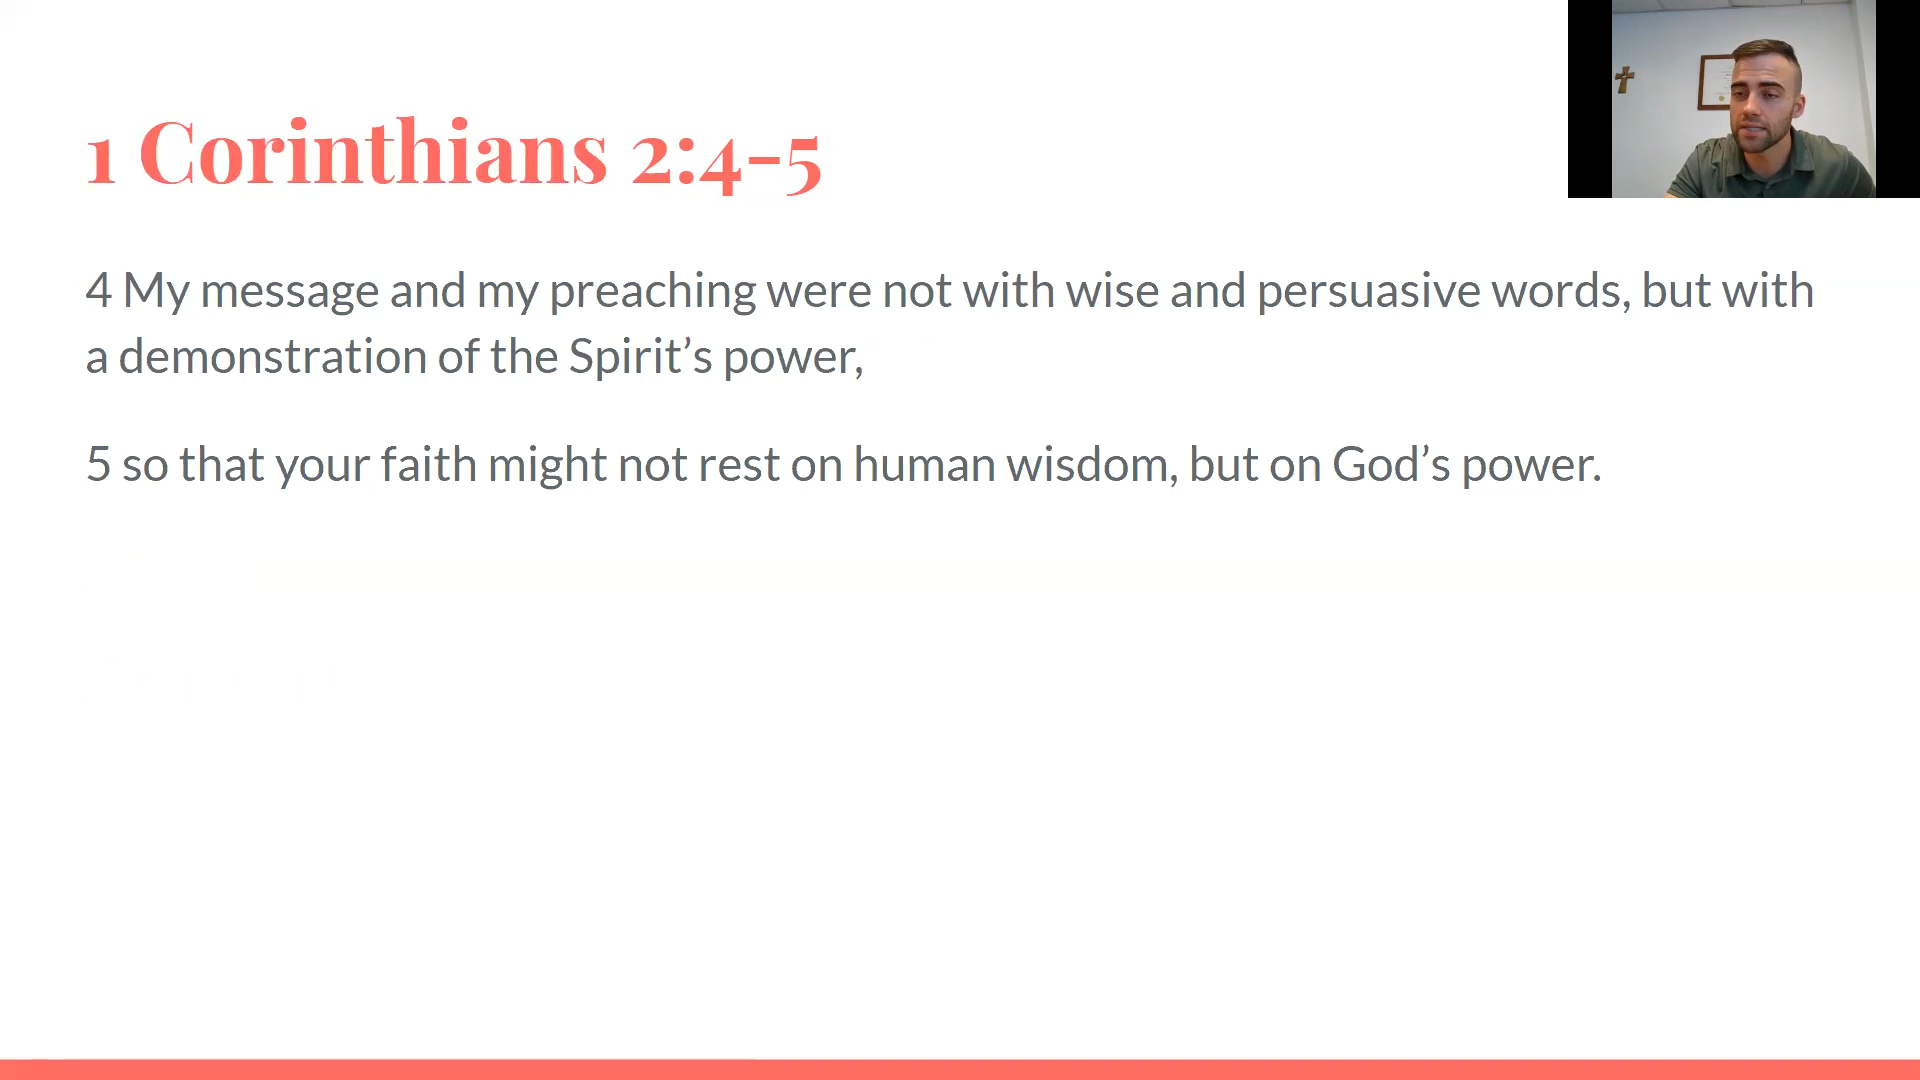 1 Corinthians 2:4-5
4 My message and my preaching were not with wise and persuasive words, but with
a demonstration of the Spirit’s power,
5 so that your faith might not rest on human wisdom, but on God’s power.